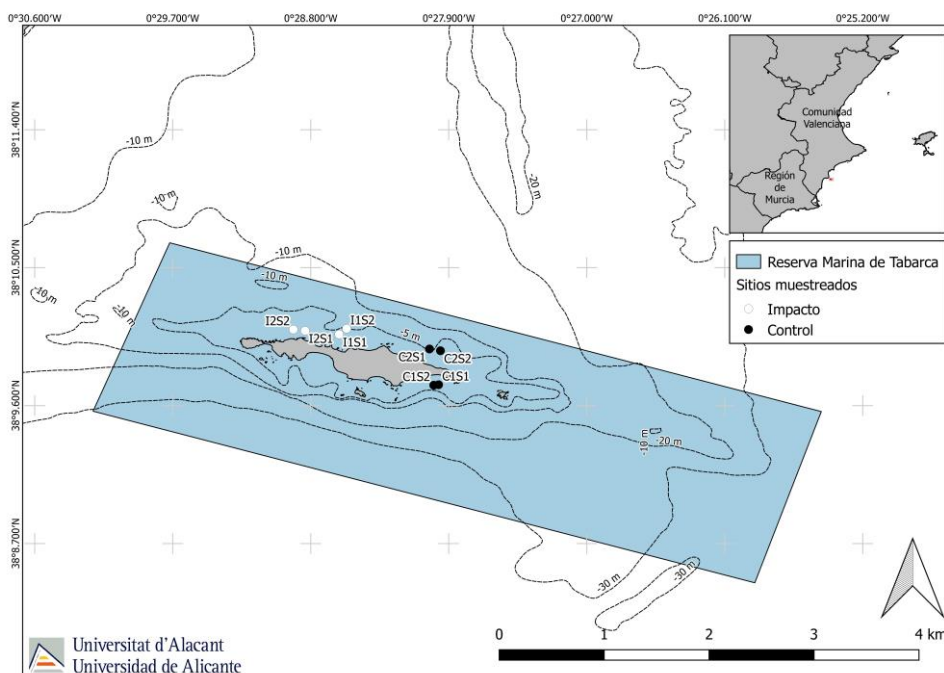 0°30.600'W 0°29.700'W 0°28.800'W 0°27.900'W 0°27.000'W 0°26.100'W 0°25.200'W
38°11.400'N
38°10.500'N
38°9.600'N
38°8.700'N
-10 m
-10 m
-10 m
-10 m
-10 m
-10 m
-20 m
-5 m
-10 m
-20 m
-30 m
-30 m
I2S2
I1S2
I2S1
I1S1
C2S1
C2S2
C1S2
C1S1
Comunidad
Valenciana
Región
de
Murcia
Reserva Marina de Tabarca
Sitios muestreados
Impacto
Control
0 1 2 3 4 km
Universitat d'Alacant
Universidad de Alicante